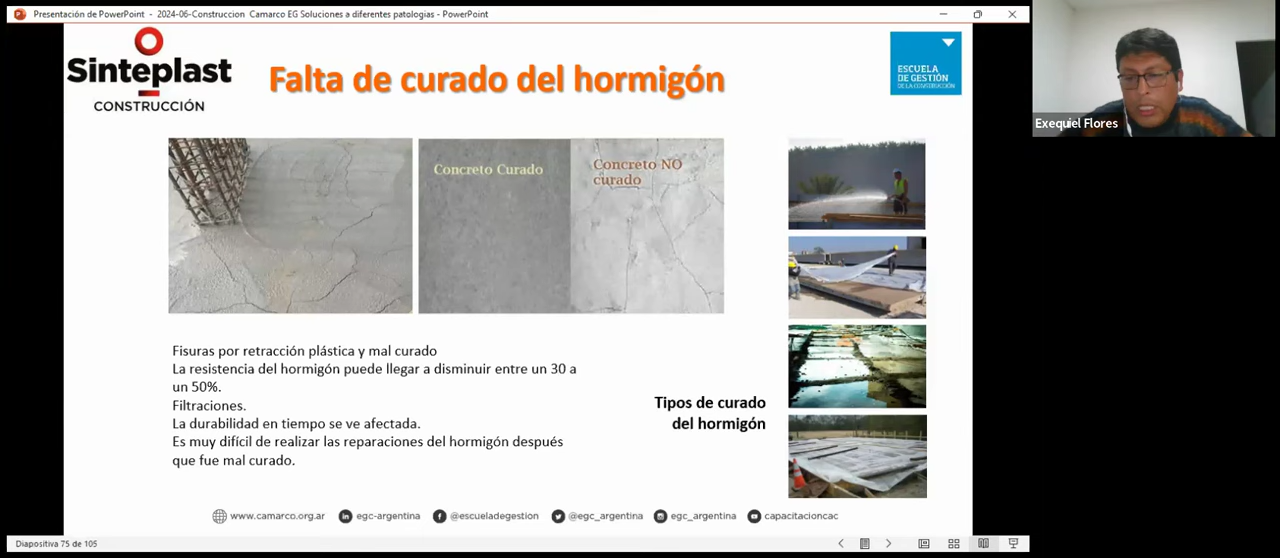 Presentación de PowerPoint - 2024-06-Construccion Camarco EG Soluciones a diferentes patologias - PowerPoint
Sinteplast
CONSTRUCCIÓN
Falta de curado del hormigón
ESCUELA
DE GESTIÓN
DE LA CONSTRUCCIÓN
Exequiel Flores
Concreto Curado
Concreto NO
curado
Fisuras por retracción plástica y mal curado
La resistencia del hormigón puede llegar a disminuir entre un 30 a
un 50%.
Filtraciones.
La durabilidad en tiempo se ve afectada.
Es muy difícil de realizar las reparaciones del hormigón después
que fue mal curado.
Tipos de curado
del hormigón
www.camarco.org.ar egc-argentina @escueladegestion @egc_argentina egc_argentina capacitacioncac
Diapositiva 75 de 105